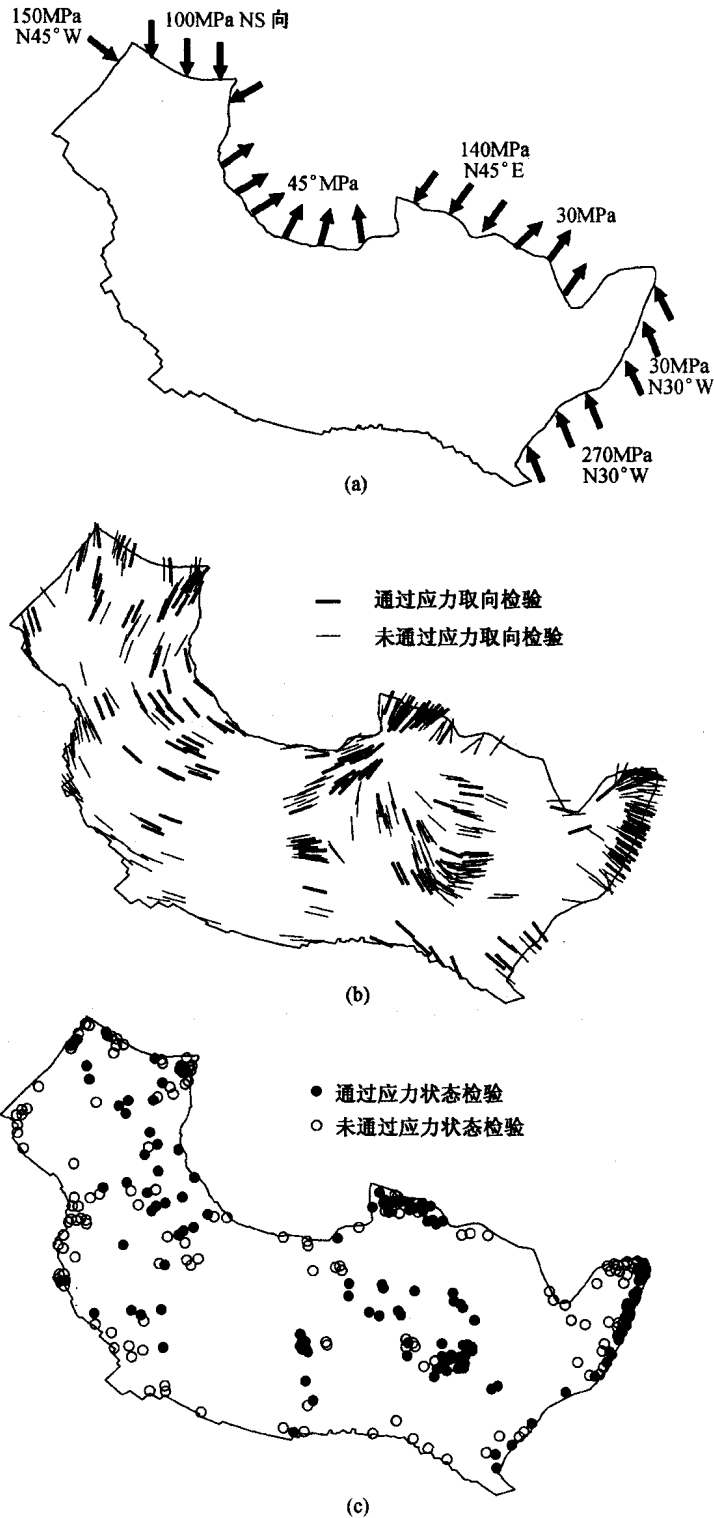 150MPa
N45°W
100MPa NS 向
45°MPa
140MPa
N45°E
30MPa
30MPa
N30°W
270MPa
N30°W
(a)
通过应力取向检验
未通过应力取向检验
(b)
通过应力状态检验
未通过应力状态检验
(c)